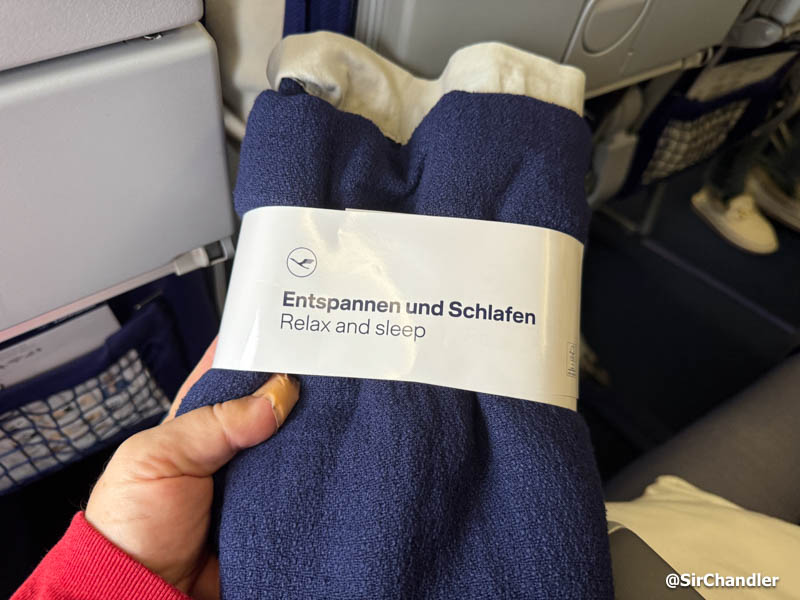 Entspannen und Schlafen
Relax and sleep
@SirChandler